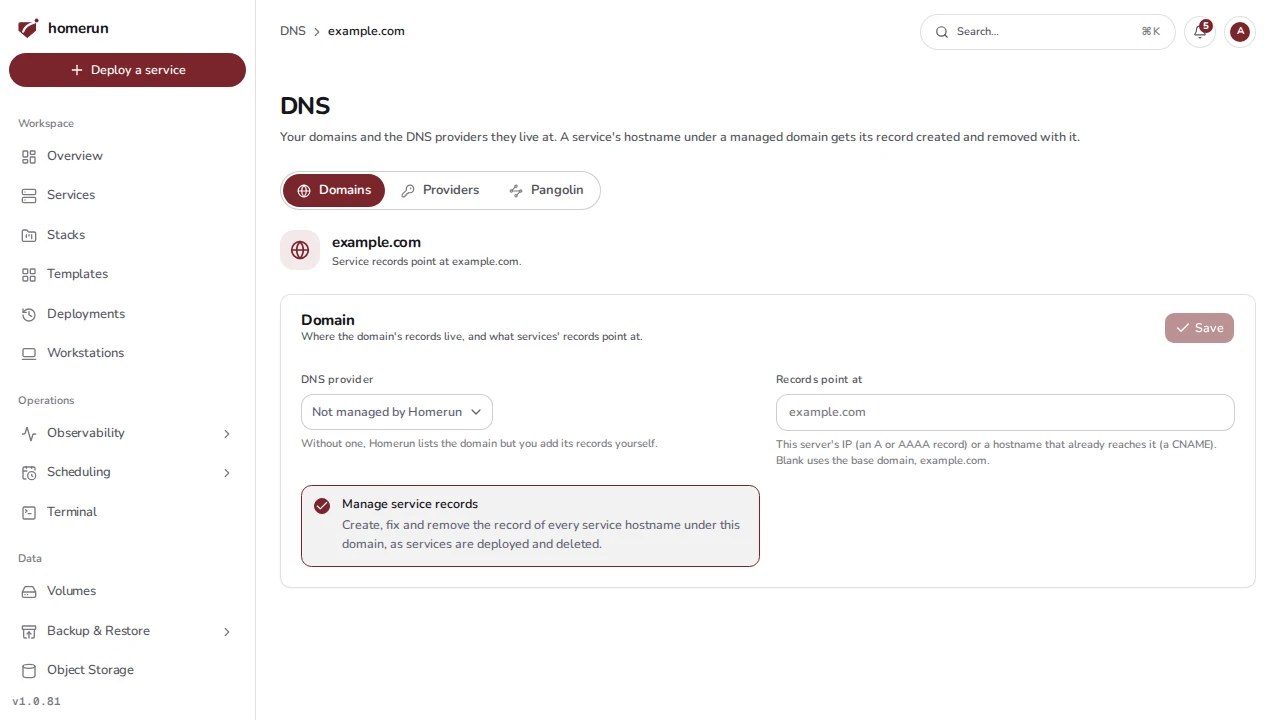 homerun
Deploy a service
Workspace
Overview
Services
Stacks
Templates
Deployments
Workstations
Operations
Observability
Scheduling
Terminal
Data
Volumes
Backup & Restore
Object Storage
v1.0.81
DNS
example.com
Search...
⌘K
5
A
DNS
Your domains and the DNS providers they live at. A service's hostname under a managed domain gets its record created and removed with it.
Domains
Providers
Pangolin
example.com
Service records point at example.com.
Domain
Where the domain's records live, and what services' records point at.
Save
DNS provider
Not managed by Homerun
Without one, Homerun lists the domain but you add its records yourself.
Records point at
example.com
This server's IP (an A or AAAA record) or a hostname that already reaches it (a CNAME).
Blank uses the base domain, example.com.
Manage service records
Create, fix and remove the record of every service hostname under this
domain, as services are deployed and deleted.